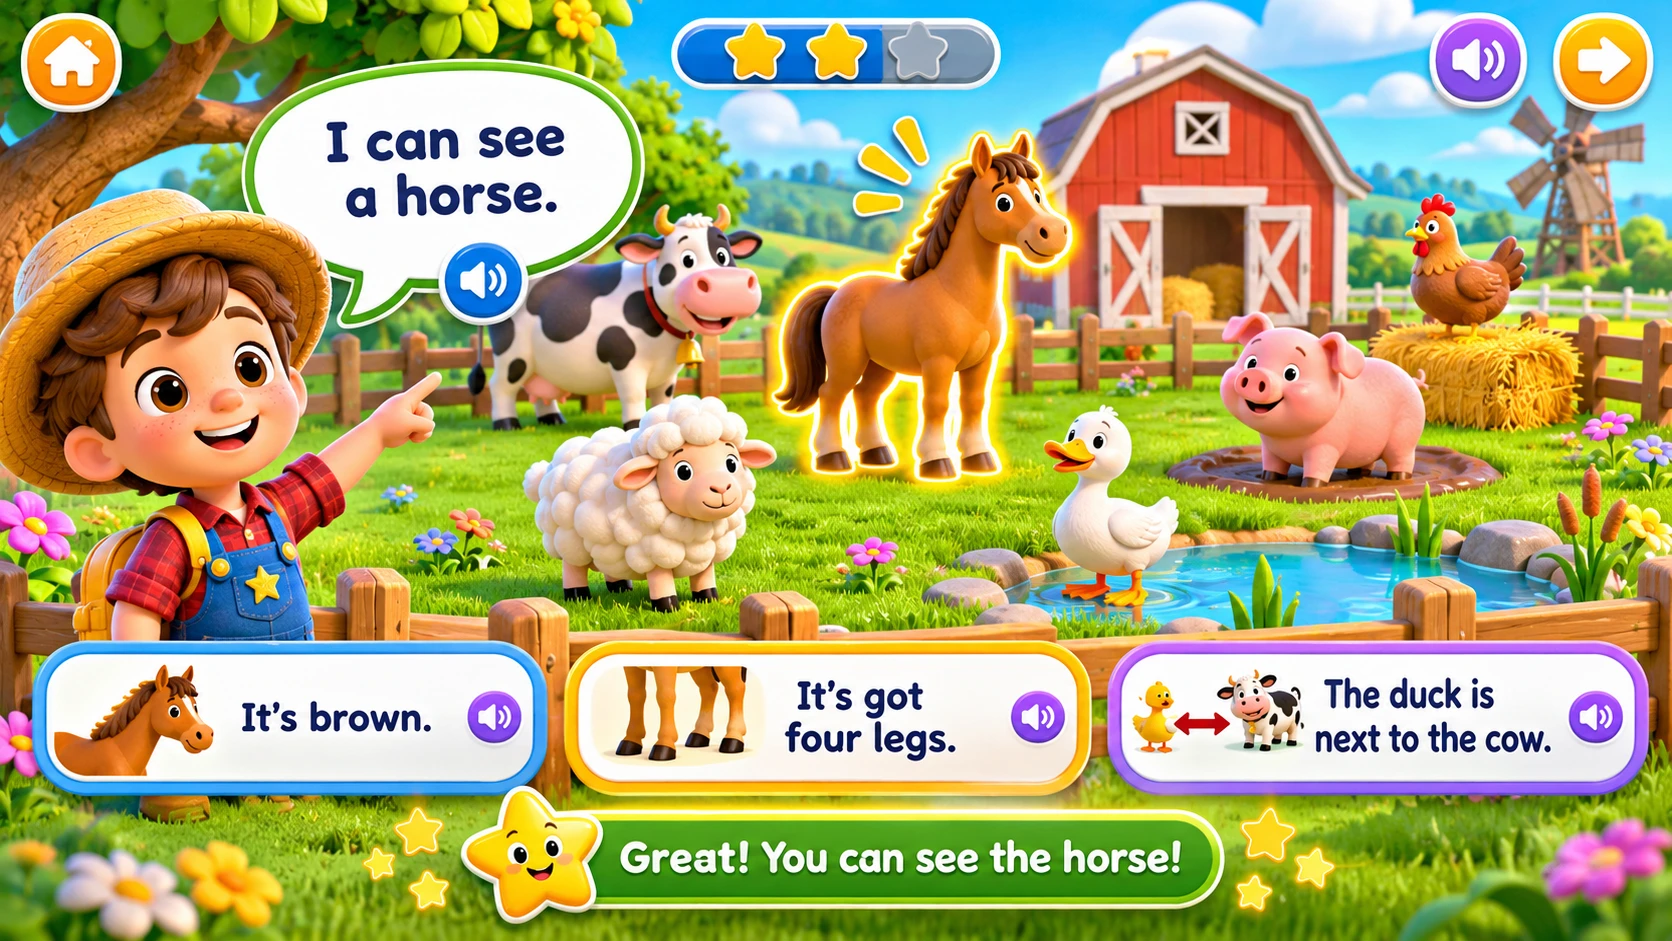 I can see
a horse.
It's brown.
It's got
four legs.
The duck is
next to the cow.
Great! You can see the horse!